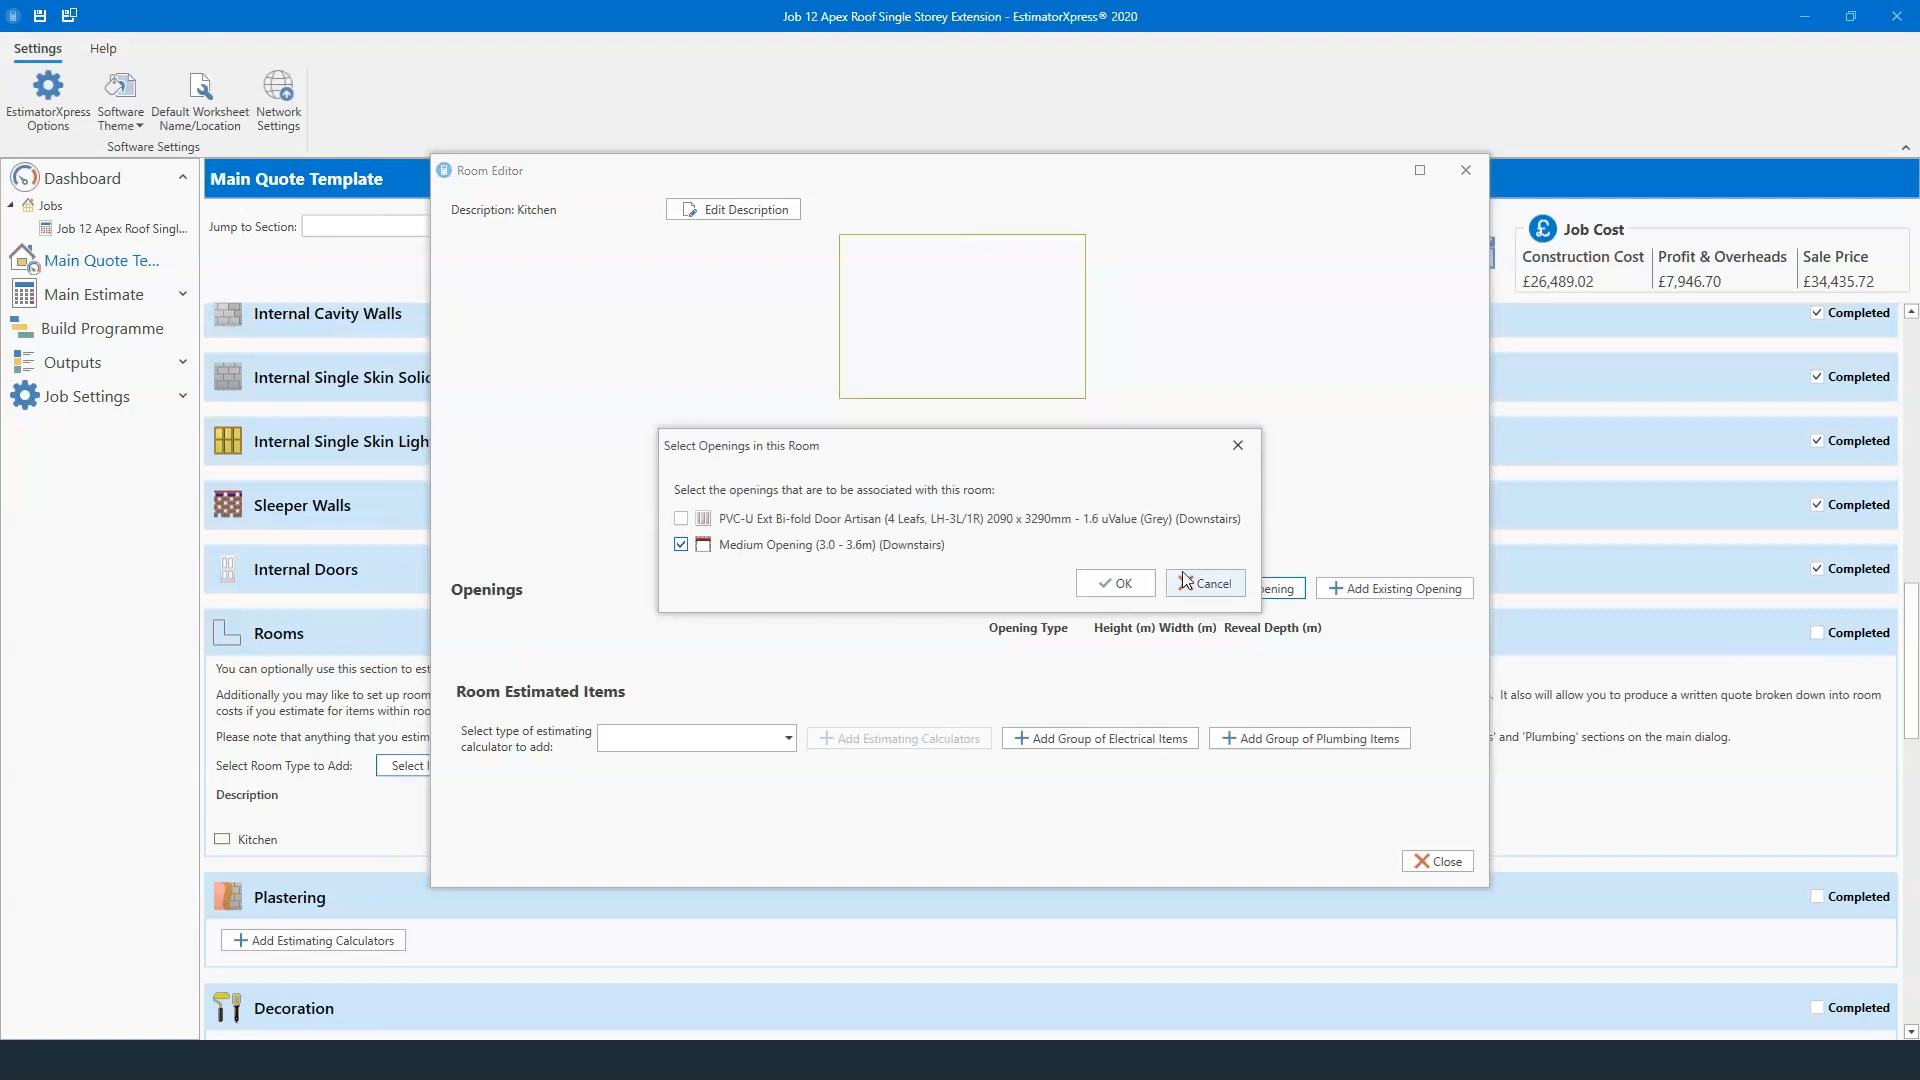 Job 12 Apex Roof Single Storey Extension - EstimatorXpress® 2020
Settings
Help
EstimatorXpress
Options
Software
Theme
Default Worksheet
Name/Location
Network
Settings
Software Settings
Dashboard
Jobs
Job 12 Apex Roof Singl...
Main Quote Te...
Main Estimate
Build Programme
Outputs
Job Settings
Main Quote Template
Jump to Section:
Job Cost
Construction Cost
Profit & Overheads
Sale Price
£26,489.02
£7,946.70
£34,435.72
Internal Cavity Walls
Completed
Internal Single Skin Solid
Completed
Internal Single Skin Ligh
Completed
Sleeper Walls
Completed
Internal Doors
Completed
Rooms
Completed
You can optionally use this section to est
Additionally you may like to set up room
It also will allow you to produce a written quote broken down into room
costs if you estimate for items within roo
Please note that anything that you estim
and 'Plumbing' sections on the main dialog.
Select Room Type to Add:
Select
Description
Kitchen
Plastering
Completed
Add Estimating Calculators
Decoration
Completed
Room Editor
Description: Kitchen
Edit Description
Select Openings in this Room
Select the openings that are to be associated with this room:
PVC-U Ext Bi-fold Door Artisan (4 Leafs, LH-3L/1R) 2090 x 3290mm - 1.6 uValue (Grey) (Downstairs)
Medium Opening (3.0 - 3.6m) (Downstairs)
OK
Cancel
Openings
pening
Add Existing Opening
Opening Type
Height (m) Width (m)
Reveal Depth (m)
Room Estimated Items
Select type of estimating
calculator to add:
Add Estimating Calculators
Add Group of Electrical Items
Add Group of Plumbing Items
Close